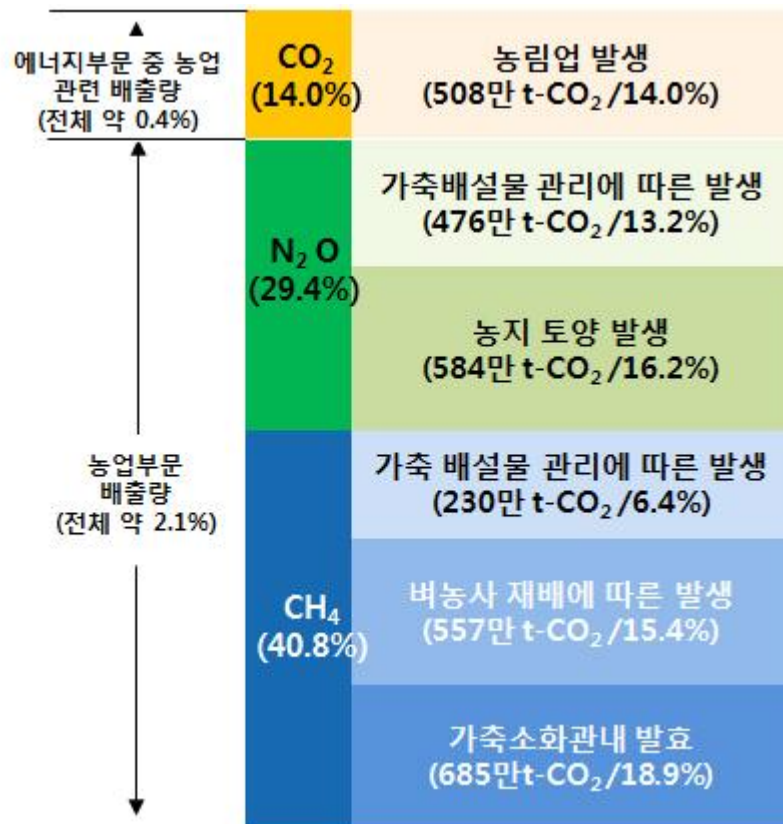 에너지부문 중 농업
관련 배출량
(전체 약 0.4%)
CO₂
(14.0%)
농림업 발생
(508만 t-CO₂ /14.0%)
농업부문
배출량
(전체 약 2.1%)
N₂ O
(29.4%)
가축배설물 관리에 따른 발생
(476만 t-CO₂ /13.2%)
농지 토양 발생
(584만 t-CO₂ /16.2%)
CH₄
(40.8%)
가축 배설물 관리에 따른 발생
(230만 t-CO₂ /6.4%)
벼농사 재배에 따른 발생
(557만 t-CO₂ /15.4%)
가축소화관내 발효
(685만t-CO₂ /18.9%)